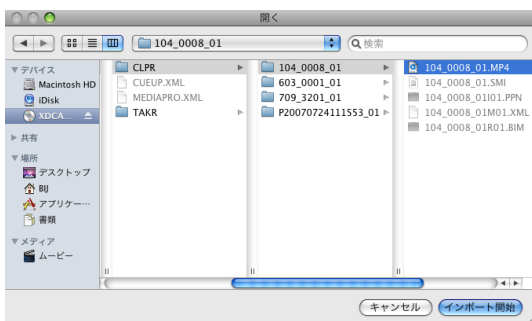 開く
104_0008_01
検索
デバイス
Macintosh HD
iDisk
XDCA...
共有
場所
デスクトップ
BIJ
アプリケー…
書類
メディア
ムービー
CLPR
CUEUP.XML
MEDIAPRO.XML
TAKR
104_0008_01
603_0001_01
709_3201_01
P20070724111553_01
104_0008_01.MP4
104_0008_01.SMI
104_0008_01I01.PPN
104_0008_01M01.XML
104_0008_01R01.BIM
キャンセル
インポート開始